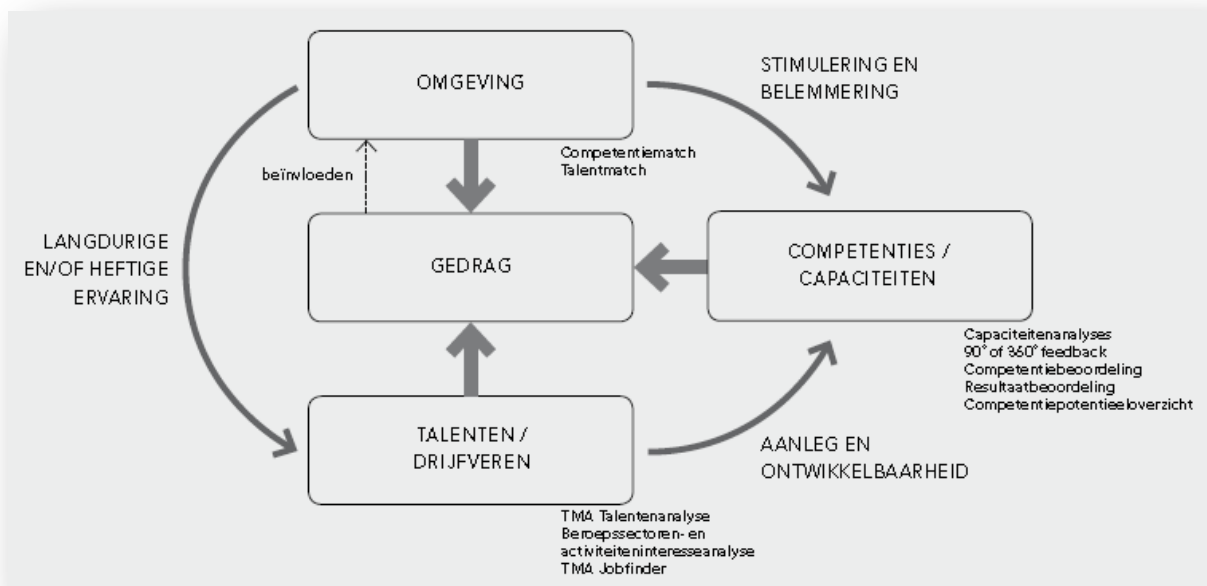 OMGEVING
STIMULERING EN
BELEMMERING
Competentiematch
Talentmatch
beïnvloeden
LANGDURIGE
EN/OF HEFTIGE
ERVARING
GEDRAG
COMPETENTIES /
CAPACITEITEN
Capaciteitenanalyses
90° of 360° feedback
Competentiebeoordeling
Resultaatbeoordeling
Competentiepotentieeloverzicht
TALENTEN /
DRIJFVEREN
AANLEG EN
ONTWIKKELBAARHEID
TMA Talentenanalyse
Beroepssectoren- en
activiteiteninteresseanalyse
TMA Jobfinder